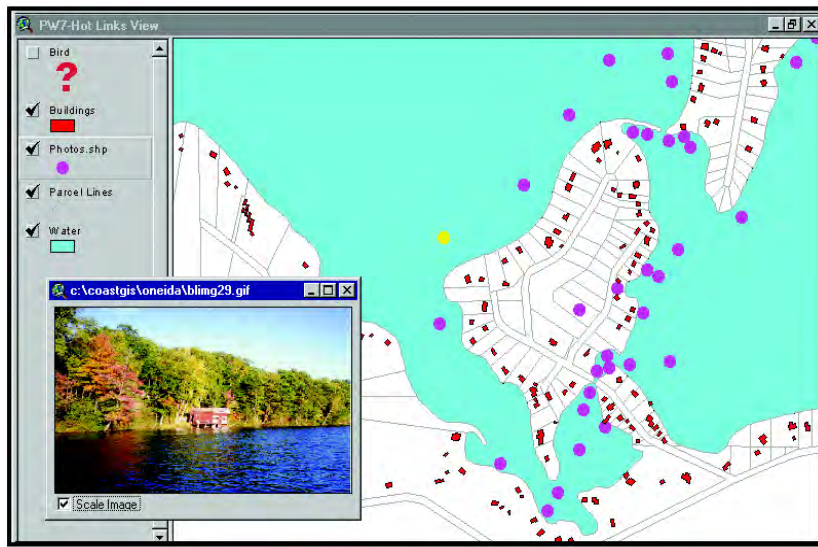 PW7-Hot Links View
Bird
?
Buildings
Photos.shp
Parcel Lines
Water
c:\coastgis\oneida\blimg29.gif
Scale Image